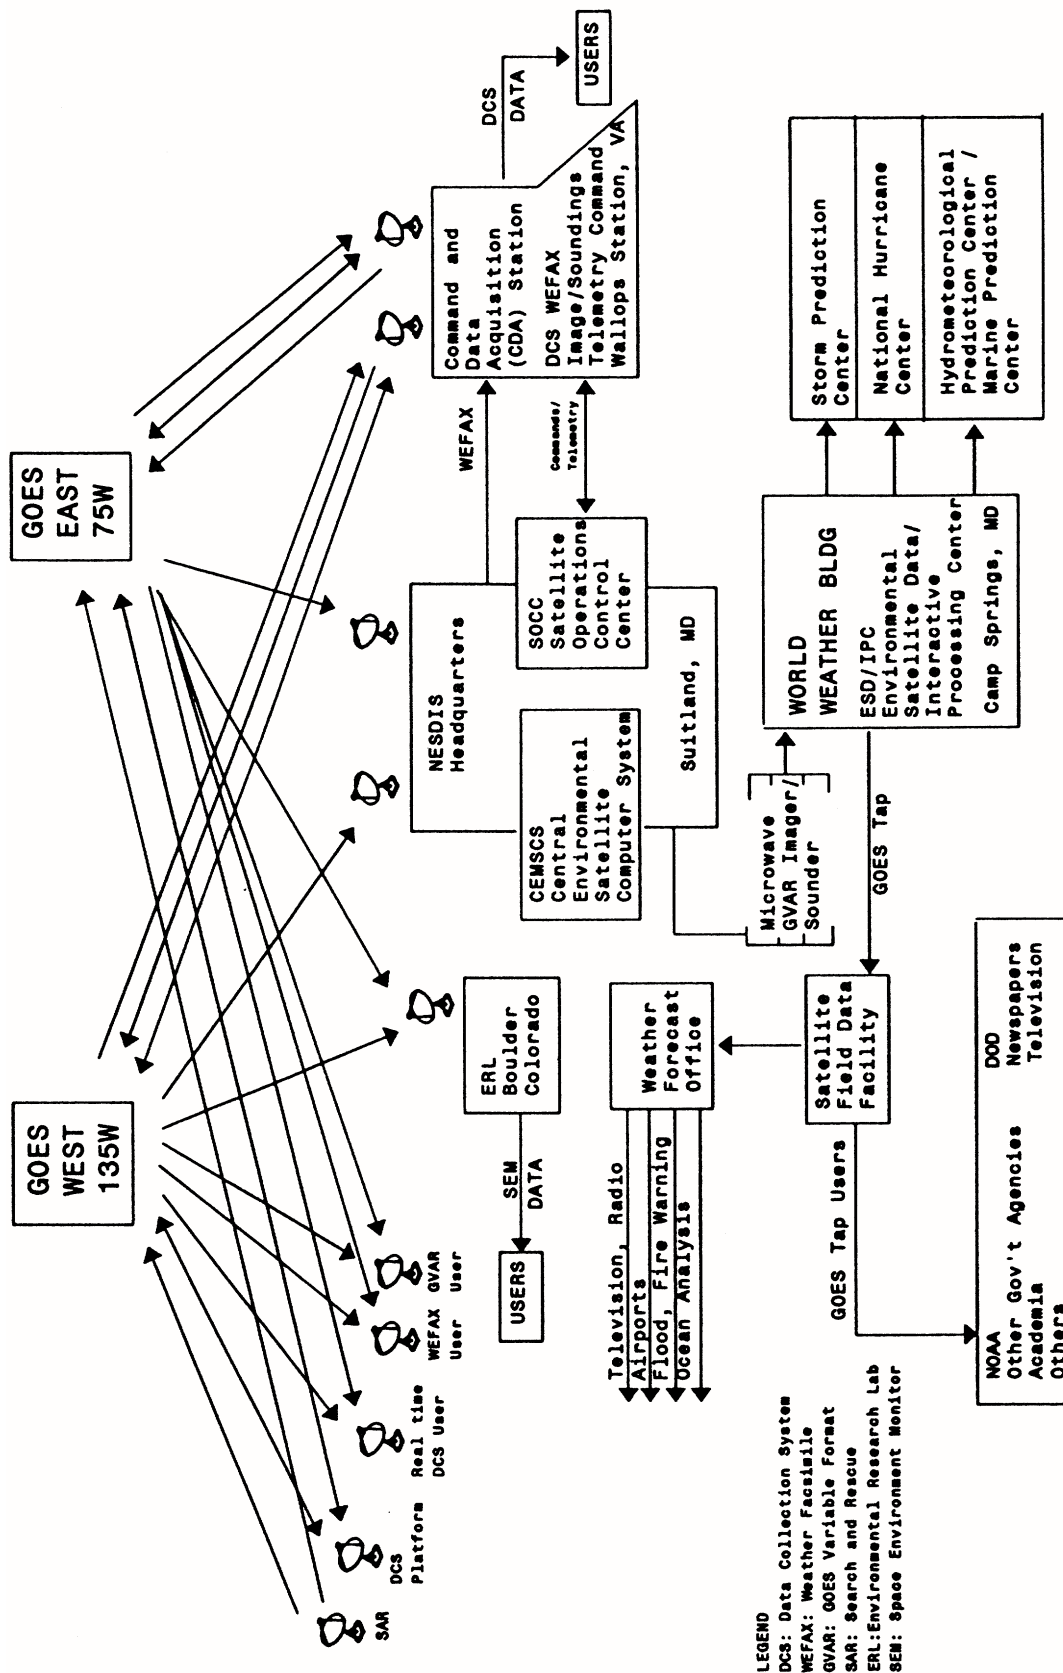 GOES
WEST
135W
GOES
EAST
75W
SAR
DCS
Platform
Real time
DCS User
WEFAX
User
GVAR
User
ERL
Boulder
Colorado
SEM
DATA
USERS
NESDIS
Headquarters
CEMSCS
Central
Environmental
Satellite
Computer System
SOCC
Satellite
Operations
Control
Center
Suitland, MD
WEFAX
Commands/
Telemetry
Command and
Data
Acquisition
(CDA) Station
DCS WEFAX
Image/Soundings
Telemetry Command
Wallops Station, VA
DCS
DATA
USERS
Television, Radio
Airports
Flood, Fire Warning
Ocean Analysis
Weather
Forecast
Office
Microwave
GVAR Imager/
Sounder
WORLD
WEATHER BLDG
ESD/IPC
Environmental
Satellite Data/
Interactive
Processing Center
Camp Springs, MD
Storm Prediction
Center
National Hurricane
Center
Hydrometeorological
Prediction Center /
Marine Prediction
Center
GOES Tap
Satellite
Field Data
Facility
GOES Tap Users
NOAA
Other Gov't Agencies
Academia
Others
DOD
Newspapers
Television
LEGEND
DCS: Data Collection System
WEFAX: Weather Facsimile
GVAR: GOES Variable Format
SAR: Search and Rescue
ERL:Environmental Research Lab
SEM: Space Environment Monitor